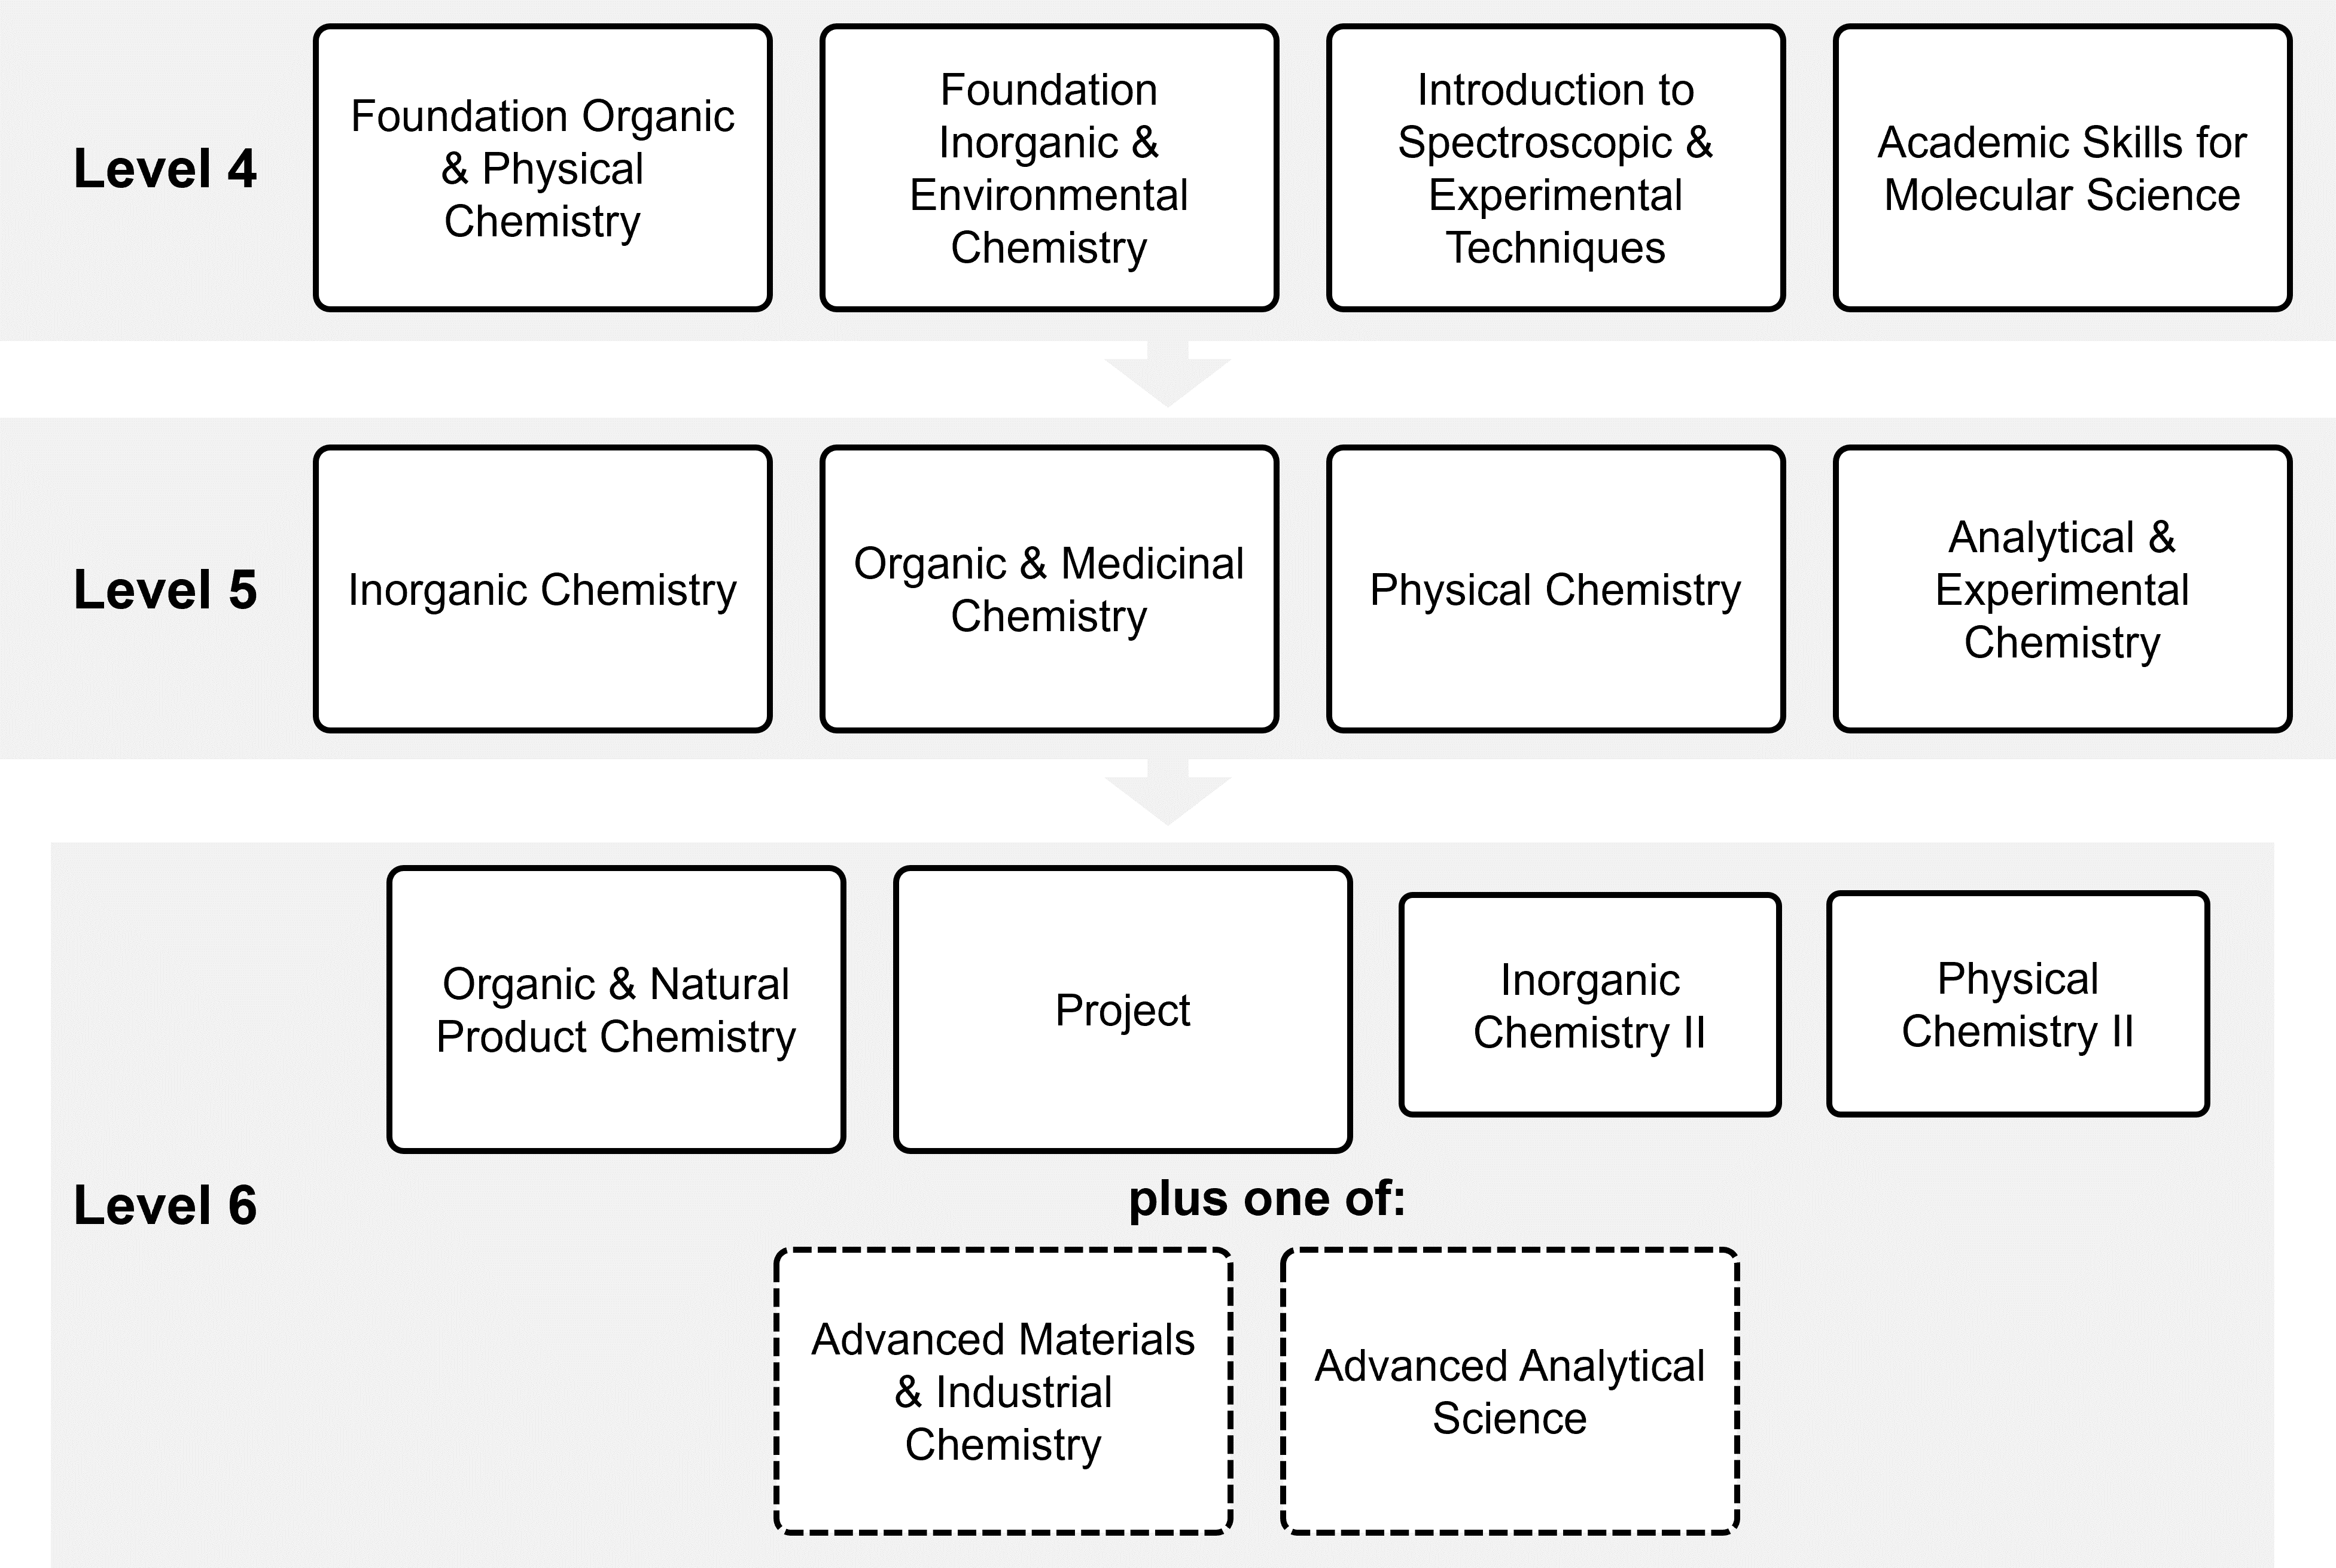 Level 4
Foundation Organic
& Physical
Chemistry
Foundation
Inorganic &
Environmental
Chemistry
Introduction to
Spectroscopic &
Experimental
Techniques
Academic Skills for
Molecular Science
Level 5
Inorganic Chemistry
Organic & Medicinal
Chemistry
Physical Chemistry
Analytical &
Experimental
Chemistry
Level 6
Organic & Natural
Product Chemistry
Project
Inorganic
Chemistry II
Physical
Chemistry II
plus one of:
Advanced Materials
& Industrial
Chemistry
Advanced Analytical
Science